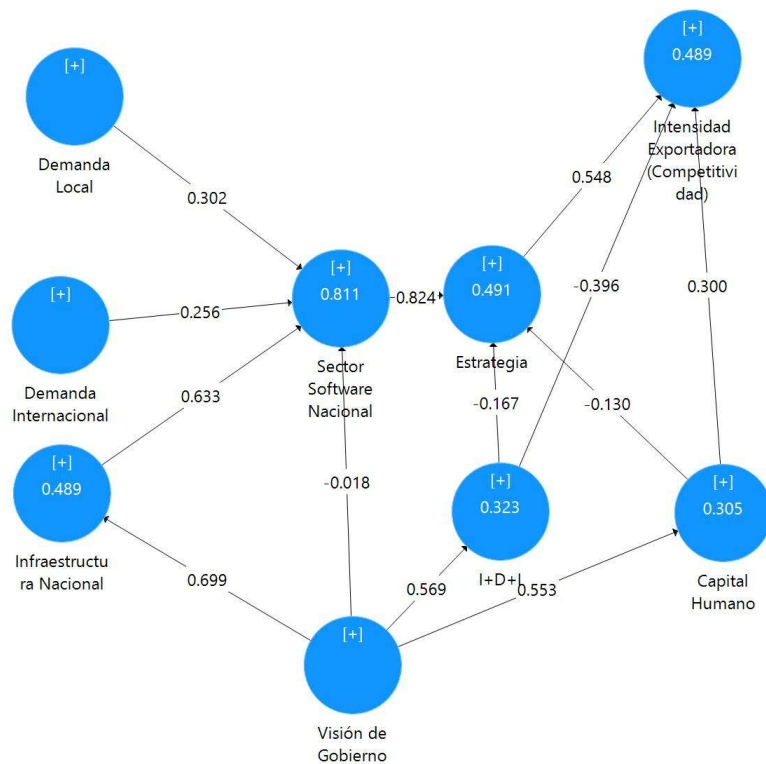 [+]
Demanda
Local
[+]
0.489
Intensidad
Exportadora
(Competitivi
dad)
0.302
0.548
[+]
Demanda
Internacional
0.256
[+]
0.811
Sector
Software
Nacional
-0.824
[+]
0.491
Estrategia
-0.396
0.300
0.633
-0.167
-0.130
[+]
0.489
Infraestructu
ra Nacional
-0.018
[+]
0.323
I+D+I
[+]
0.305
Capital
Humano
0.699
0.569
0.553
[+]
Visión de
Gobierno